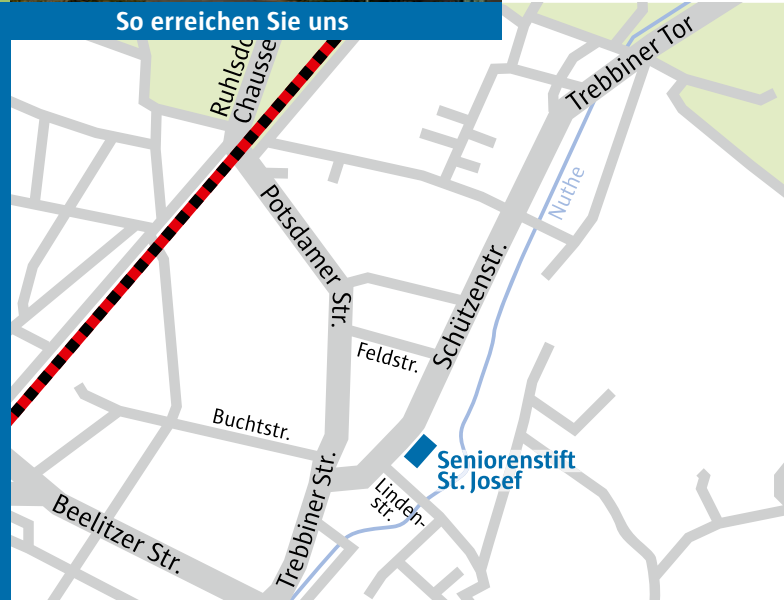 So erreichen Sie uns
Chausse
Trebbiner Tor
Nuthe
Potsdamer Str.
Schützenstr.
Feldstr.
Buchtstr.
Seniorenstift
St. Josef
Linden-
str.
Trebbiner Str.
Beelitzer Str.